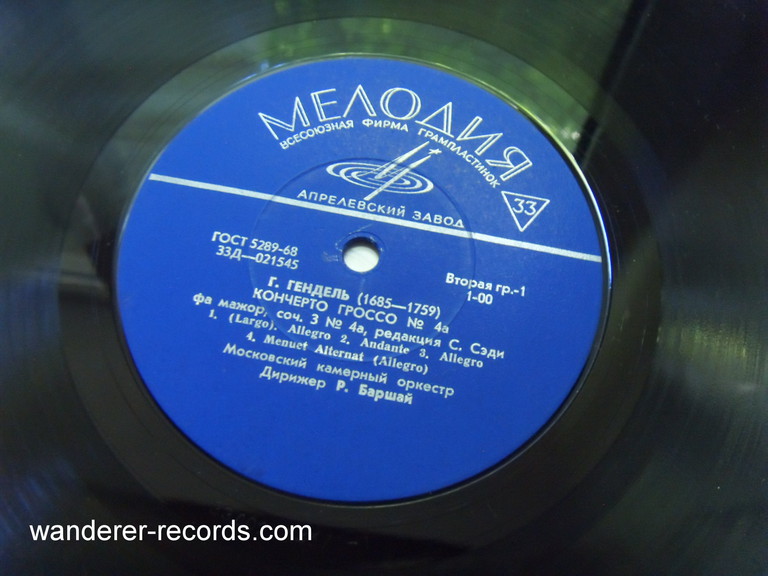 МЕЛОДИЯ
ВСЕСОЮЗНАЯ ФИРМА ГРАМПЛАСТИНОК
33
АПРЕЛЕВСКИЙ ЗАВОД
ГОСТ 5289-68
33Д—021545
Вторая гр.-1
1-00
Г. ГЕНДЕЛЬ (1685—1759)
КОНЧЕРТО ГРОССО № 4а
фа мажор, соч. 3 № 4а, редакция С. Сэди
1. (Largo). Allegro 2. Andante 3. Allegro
4. Menuet Alternat (Allegro)
Московский камерный оркестр
Дирижер Р. Баршай
wanderer-records.com